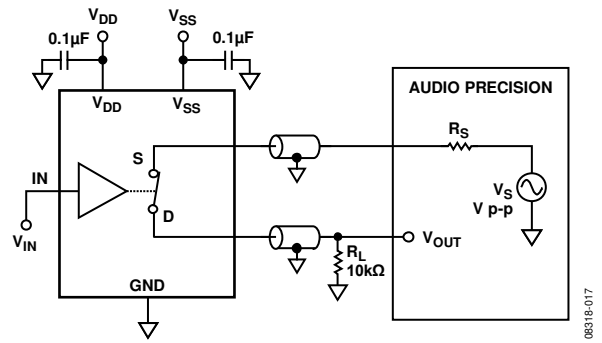 VDD
VSS
0.1µF
0.1µF
VDD
VSS
AUDIO PRECISION
RS
S
IN
VS
V p-p
D
VIN
VOUT
RL
10kΩ
GND
08318-017